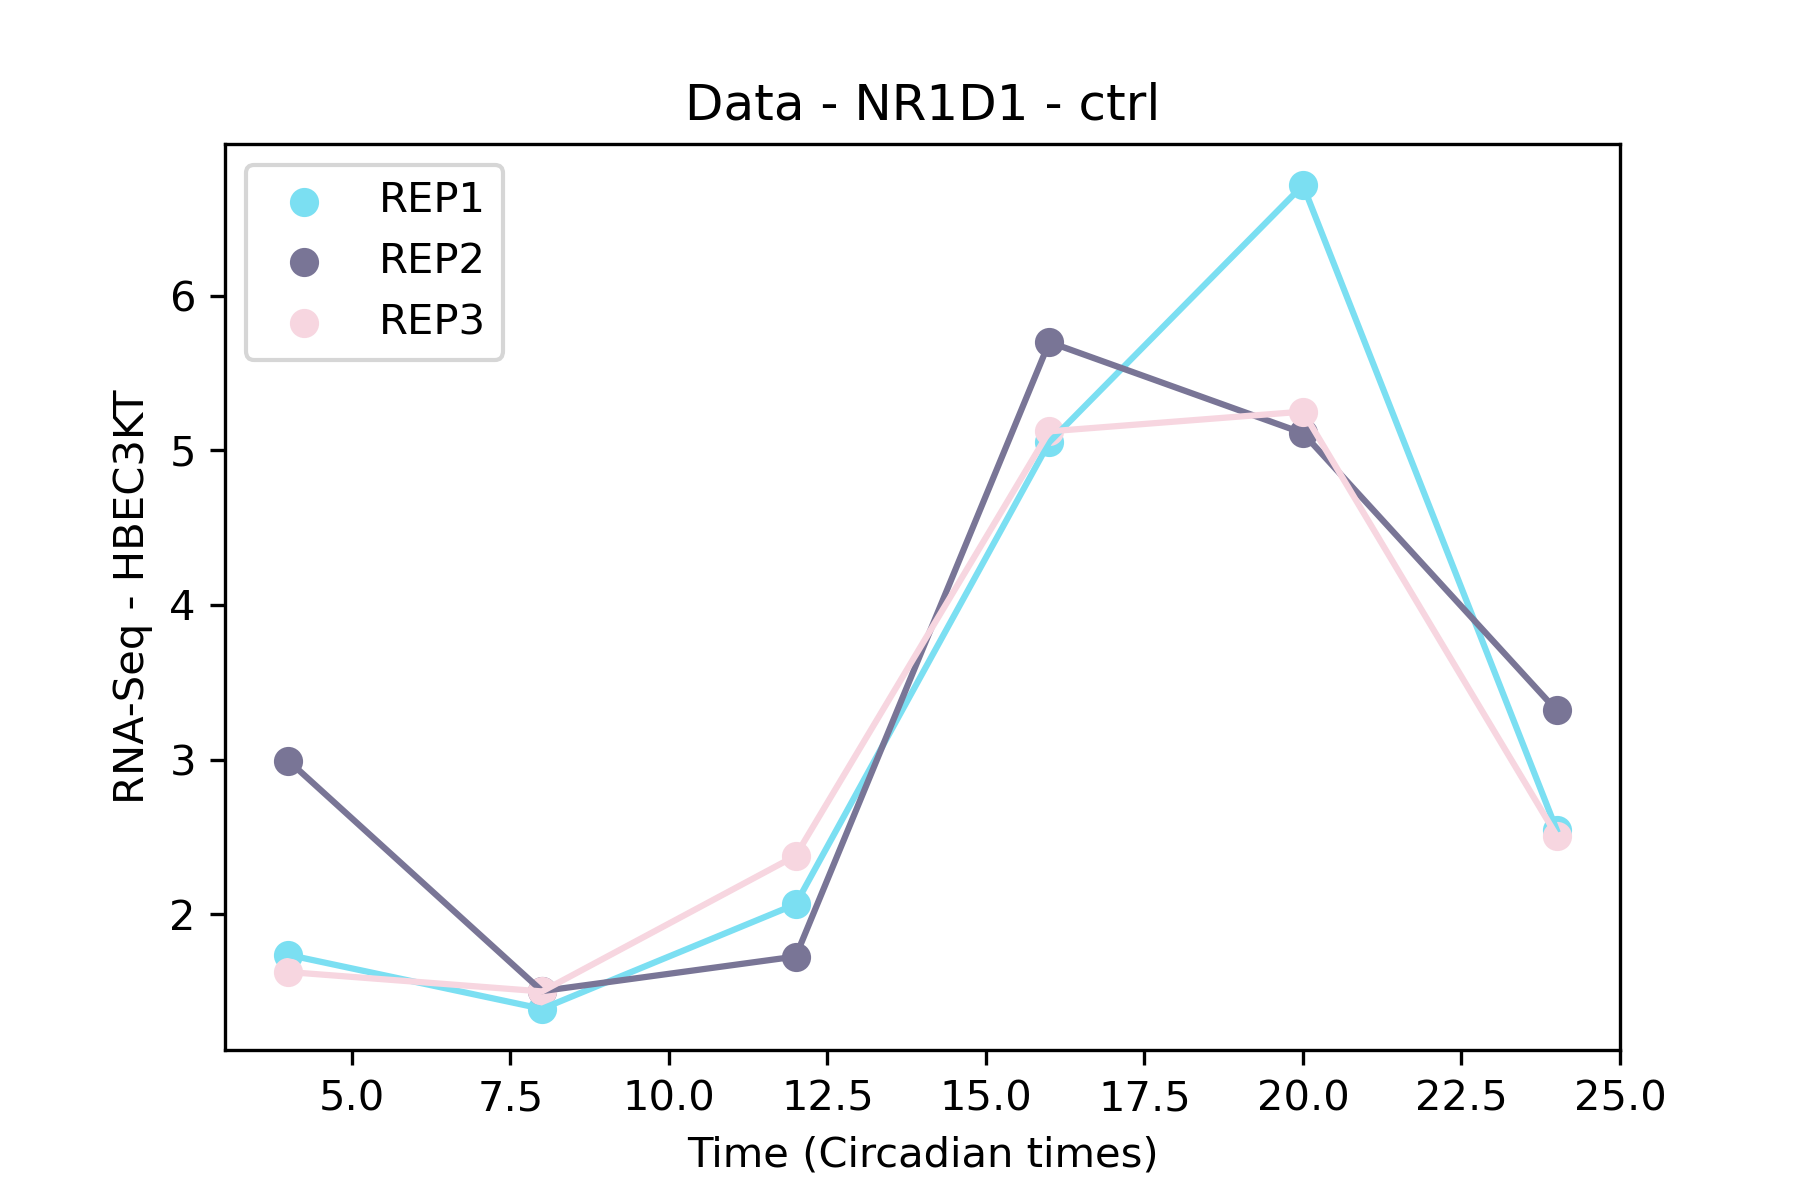 Data - NR1D1 - ctrl
REP1
REP2
REP3
RNA-Seq - HBEC3KT
6
5
4
3
2
5.0 7.5 10.0 12.5 15.0 17.5 20.0 22.5 25.0
Time (Circadian times)